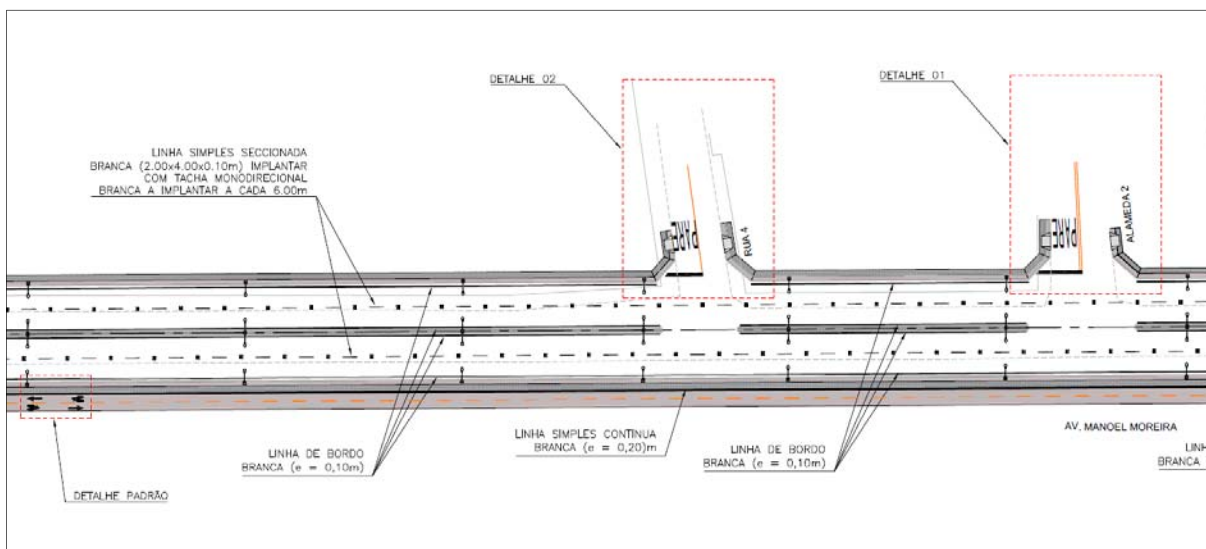 DETALHE 02
DETALHE 01
LINHA SIMPLES SECCIONADA
BRANCA (2.00x4.00x0.10m) IMPLANTAR
COM TACHA MONODIRECIONAL
BRANCA A IMPLANTAR A CADA 6.00m
PARE
RUA 4
PARE
ALAMEDA 2
LINHA DE BORDO
BRANCA (e = 0,10m)
LINHA SIMPLES CONTÍNUA
BRANCA (e = 0,20)m
LINHA DE BORDO
BRANCA (e = 0,10m)
AV. MANOEL MOREIRA
LINH
BRANCA
DETALHE PADRÃO